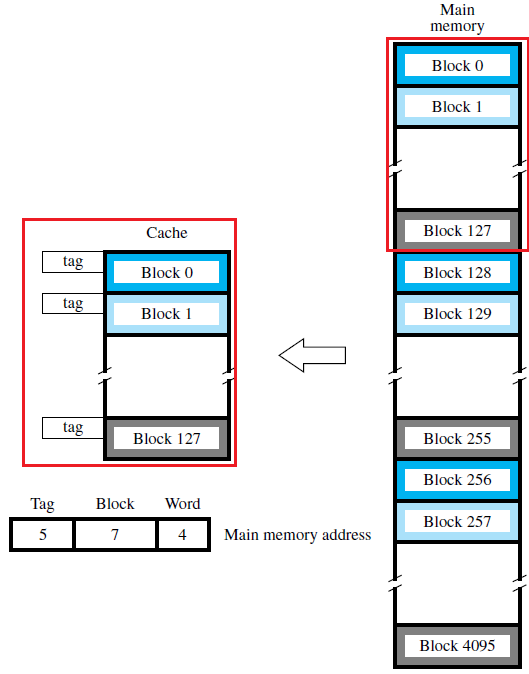 Main
memory
Block 0
Block 1
Block 127
Cache
tag
Block 0
tag
Block 1
tag
Block 127
Block 128
Block 129
Block 255
Block 256
Block 257
Block 4095
Tag Block Word
5 7 4 Main memory address